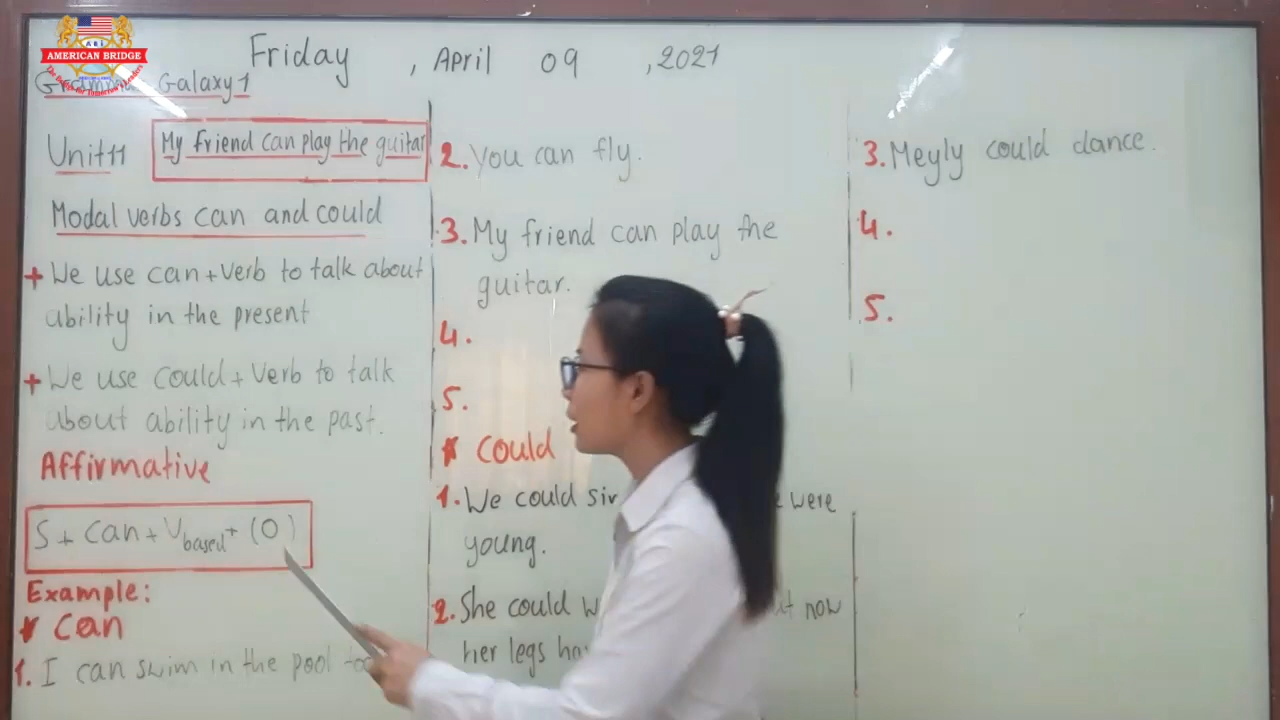 ABI
AMERICAN BRIDGE
Friday , April 09 , 2021
Galaxy 1
Unit 11 My friend can play the guitar
Modal verbs can and could
+ We use can + verb to talk about
ability in the present
+ We use could + verb to talk
about ability in the past.
Affirmative
S + can + Vbased + (O)
Example:
* can
1. I can swim in the pool
2. You can fly.
3. My friend can play the
guitar.
4.
5.
* could
1. We could were
young.
2. She could now
her legs
3. Meyly could dance.
4.
5.